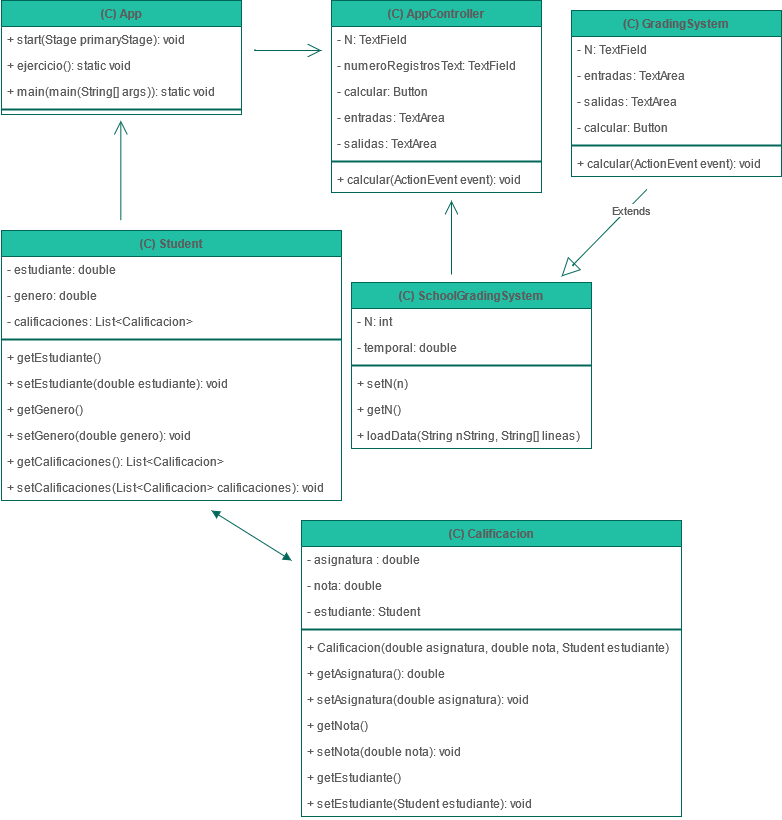 (C) App
+ start(Stage primaryStage): void
+ ejercicio(): static void
+ main(main(String[] args)): static void
(C) AppController
- N: TextField
- numeroRegistrosText: TextField
- calcular: Button
- entradas: TextArea
- salidas: TextArea
+ calcular(ActionEvent event): void
(C) GradingSystem
- N: TextField
- entradas: TextArea
- salidas: TextArea
- calcular: Button
+ calcular(ActionEvent event): void
Extends
(C) Student
- estudiante: double
- genero: double
- calificaciones: List<Calificacion>
+ getEstudiante()
+ setEstudiante(double estudiante): void
+ getGenero()
+ setGenero(double genero): void
+ getCalificaciones(): List<Calificacion>
+ setCalificaciones(List<Calificacion> calificaciones): void
(C) SchoolGradingSystem
- N: int
- temporal: double
+ setN(n)
+ getN()
+ loadData(String nString, String[] lineas)
(C) Calificacion
- asignatura : double
- nota: double
- estudiante: Student
+ Calificacion(double asignatura, double nota, Student estudiante)
+ getAsignatura(): double
+ setAsignatura(double asignatura): void
+ getNota()
+ setNota(double nota): void
+ getEstudiante()
+ setEstudiante(Student estudiante): void